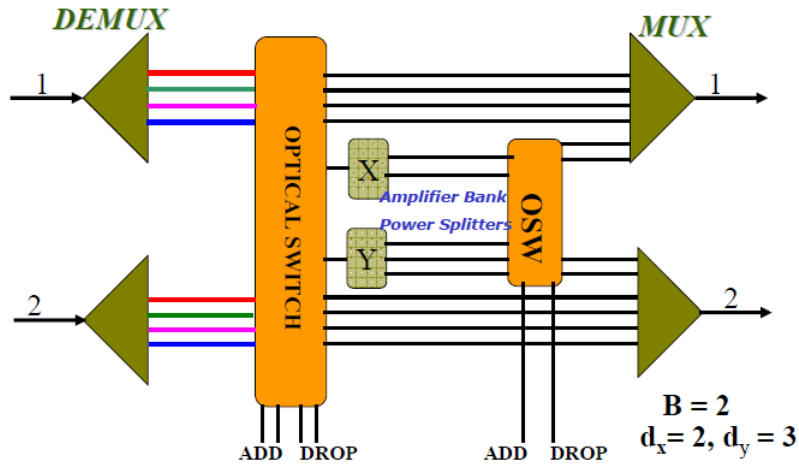 DEMUX
MUX
1
1
OPTICAL SWITCH
X
Amplifier Bank
Power Splitters
OSW
Y
2
2
B = 2
dx= 2, dy = 3
ADD DROP
ADD DROP